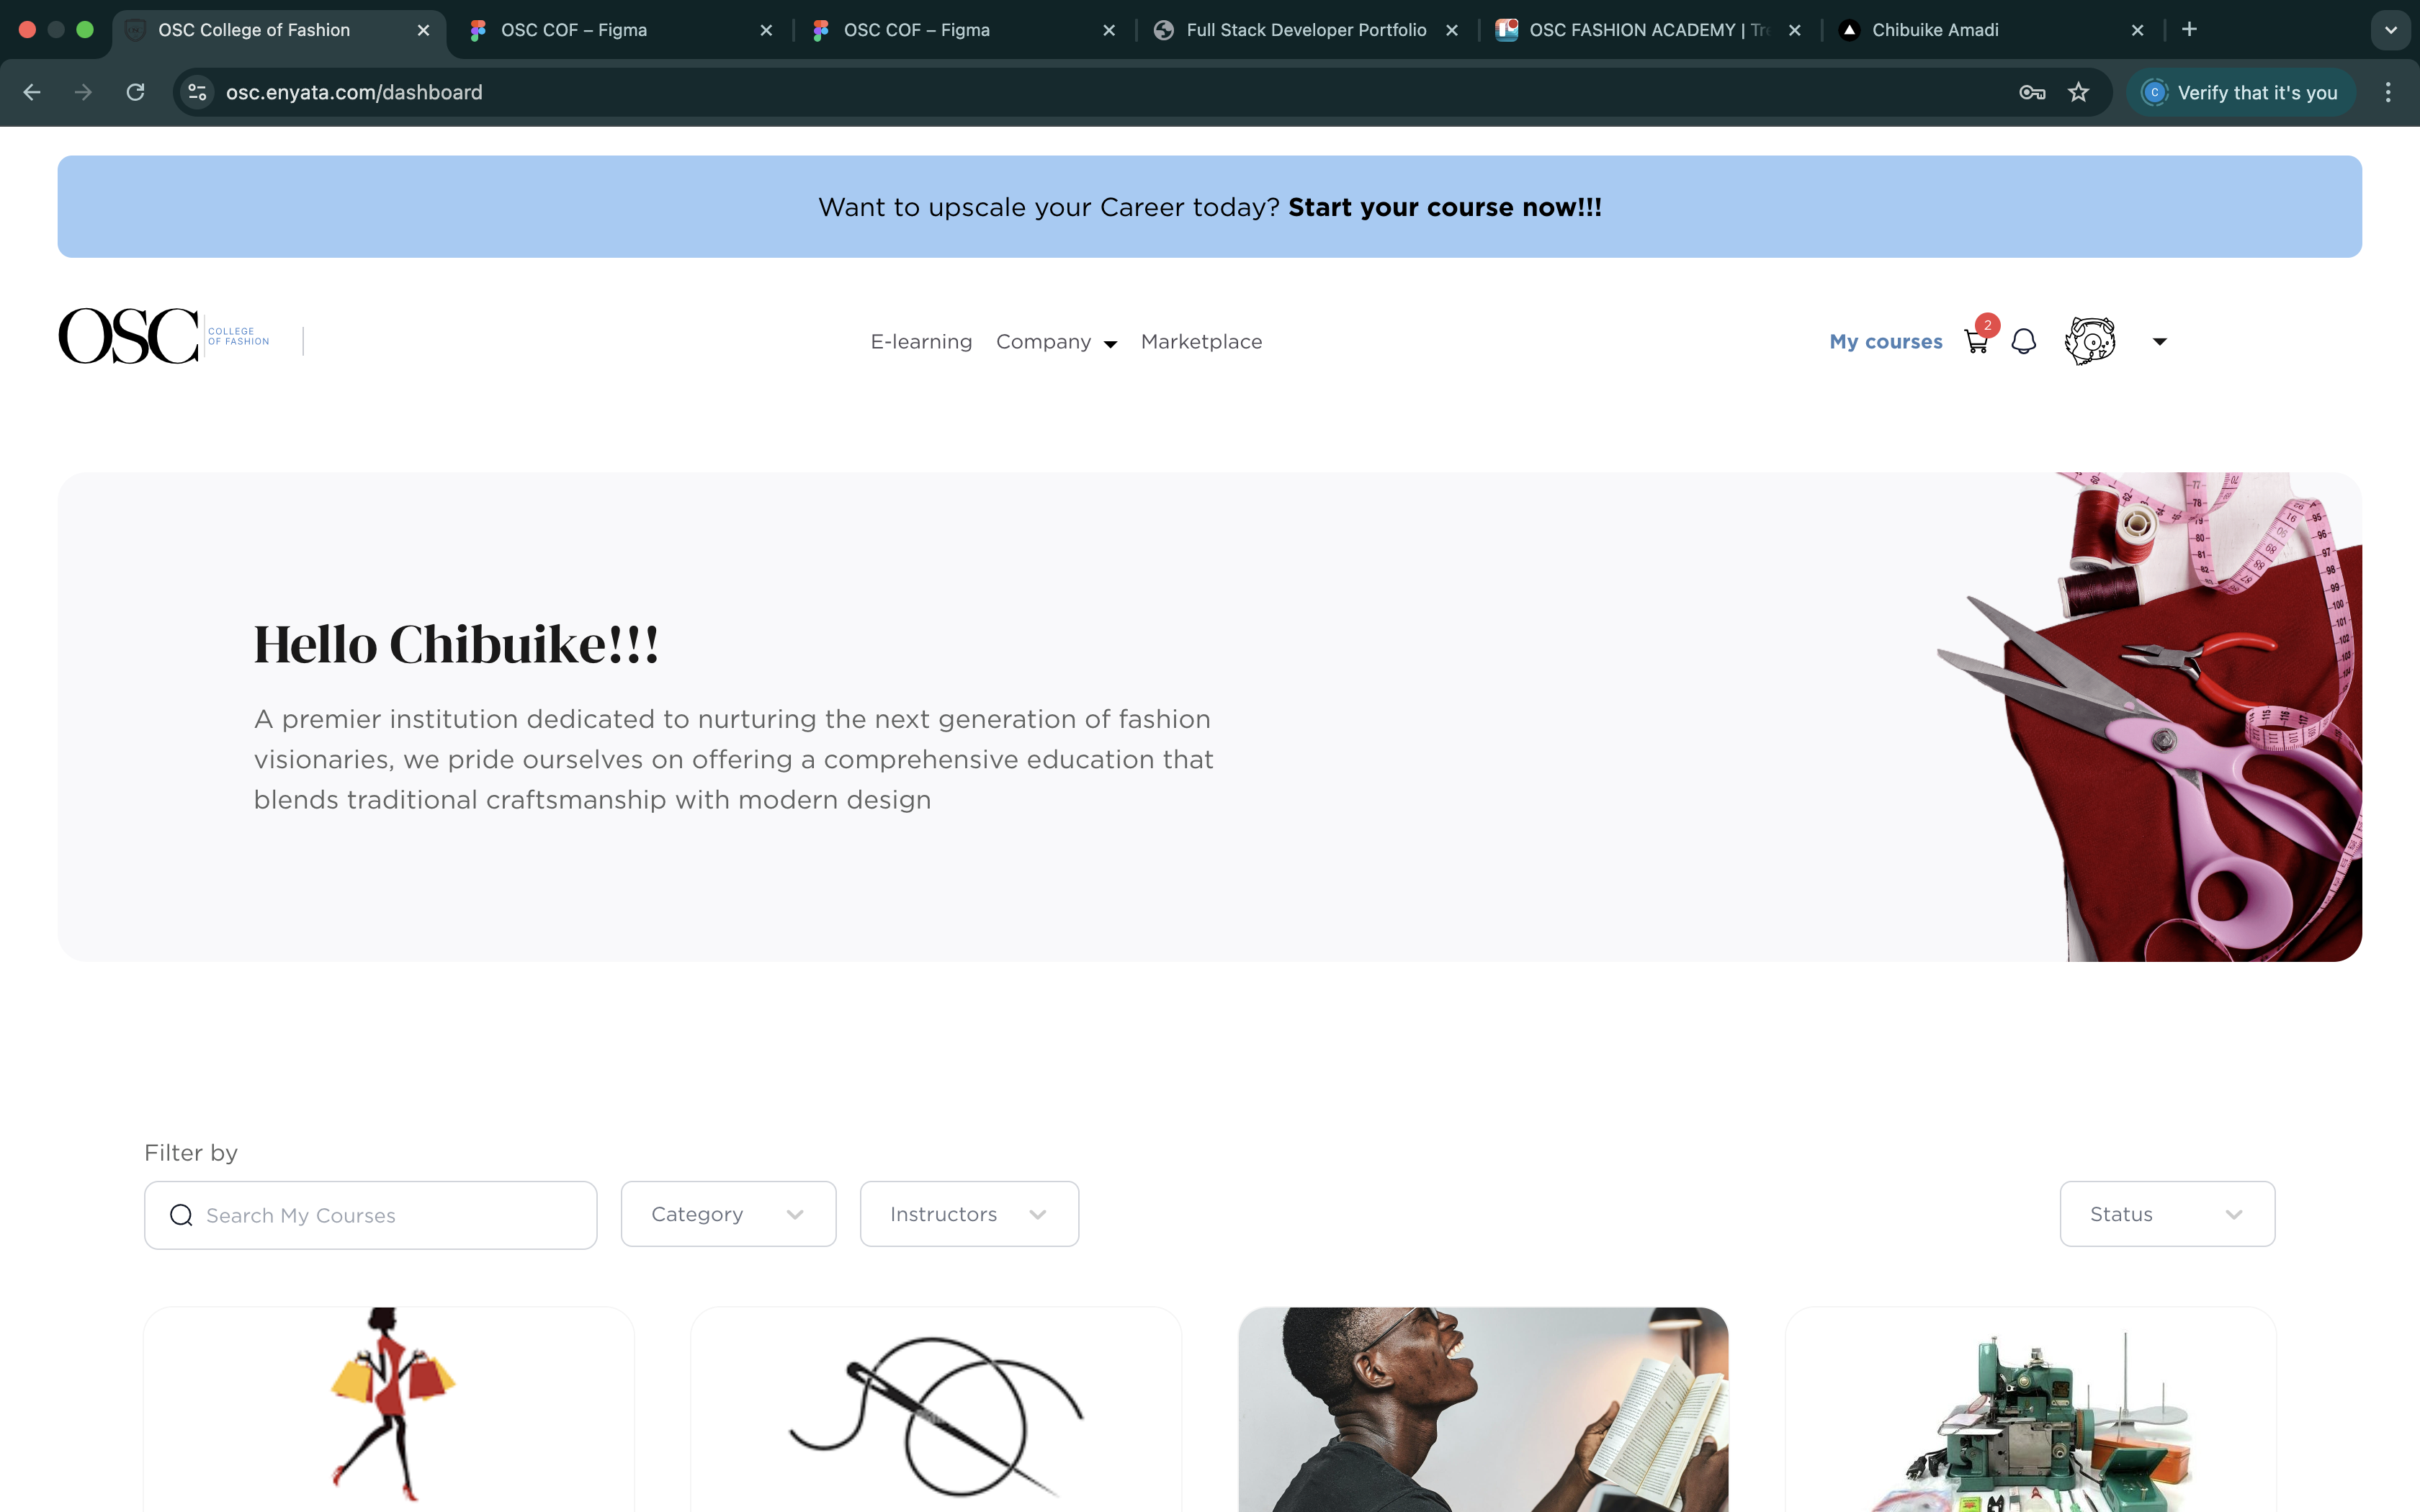 OSC College of Fashion
OSC COF – Figma
OSC COF – Figma
Full Stack Developer Portfolio
OSC FASHION ACADEMY | Tre
Chibuike Amadi
osc.enyata.com/dashboard
C
Verify that it's you
Want to upscale your Career today? Start your course now!!!
OSC
COLLEGE
OF FASHION
E-learning
Company
Marketplace
My courses
2
Hello Chibuike!!!
A premier institution dedicated to nurturing the next generation of fashion
visionaries, we pride ourselves on offering a comprehensive education that
blends traditional craftsmanship with modern design
Filter by
Search My Courses
Category
Instructors
Status